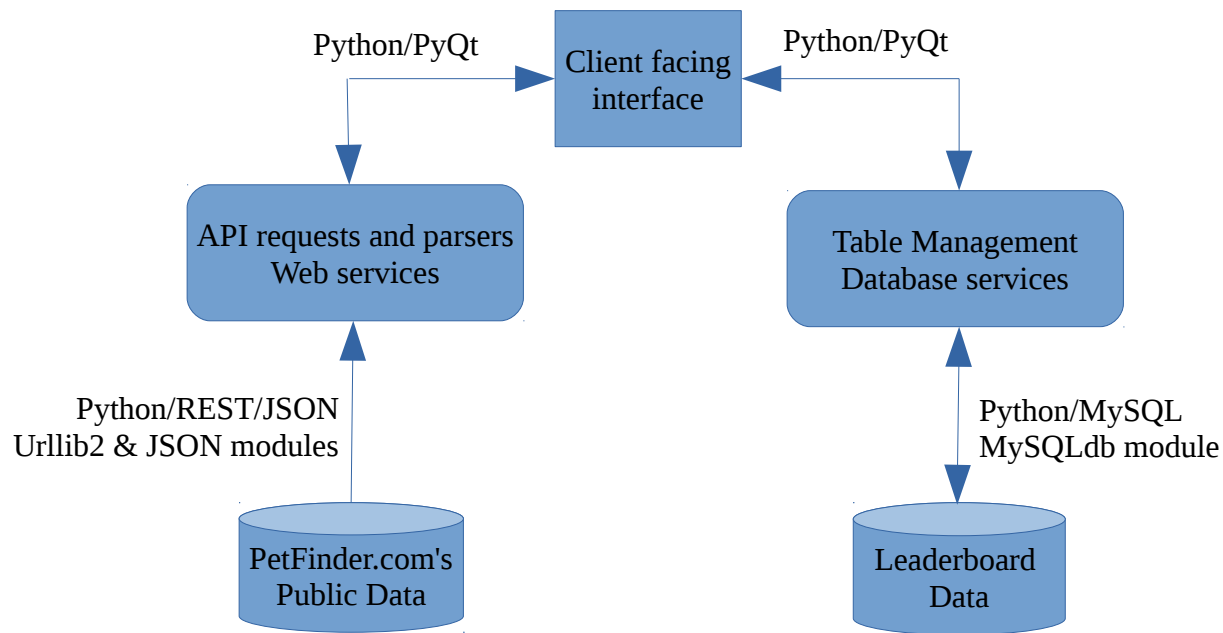 Python/PyQt
Client facing
interface
Python/PyQt
API requests and parsers
Web services
Table Management
Database services
Python/REST/JSON
Urllib2 & JSON modules
Python/MySQL
MySQLdb module
PetFinder.com's
Public Data
Leaderboard
Data